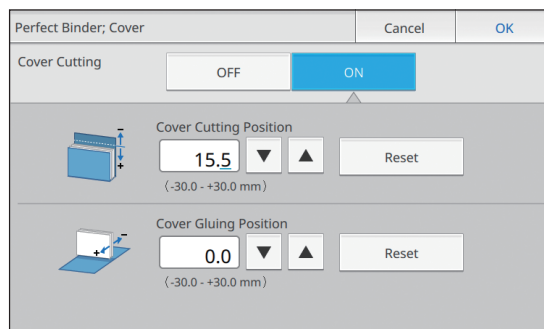 Perfect Binder; Cover
Cancel
OK
Cover Cutting
OFF
ON
Cover Cutting Position
15.5
▼
▲
Reset
(-30.0 - +30.0 mm)
Cover Gluing Position
0.0
▼
▲
Reset
(-30.0 - +30.0 mm)